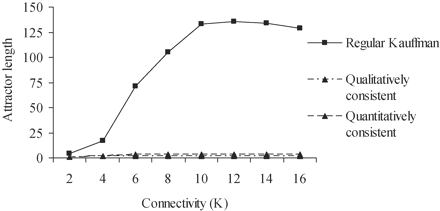 150
125
100
75
50
25
0
Attractor length
2 4 6 8 10 12 14 16
Connectivity (K)
Regular Kauffman
Qualitatively
consistent
Quantitatively
consistent